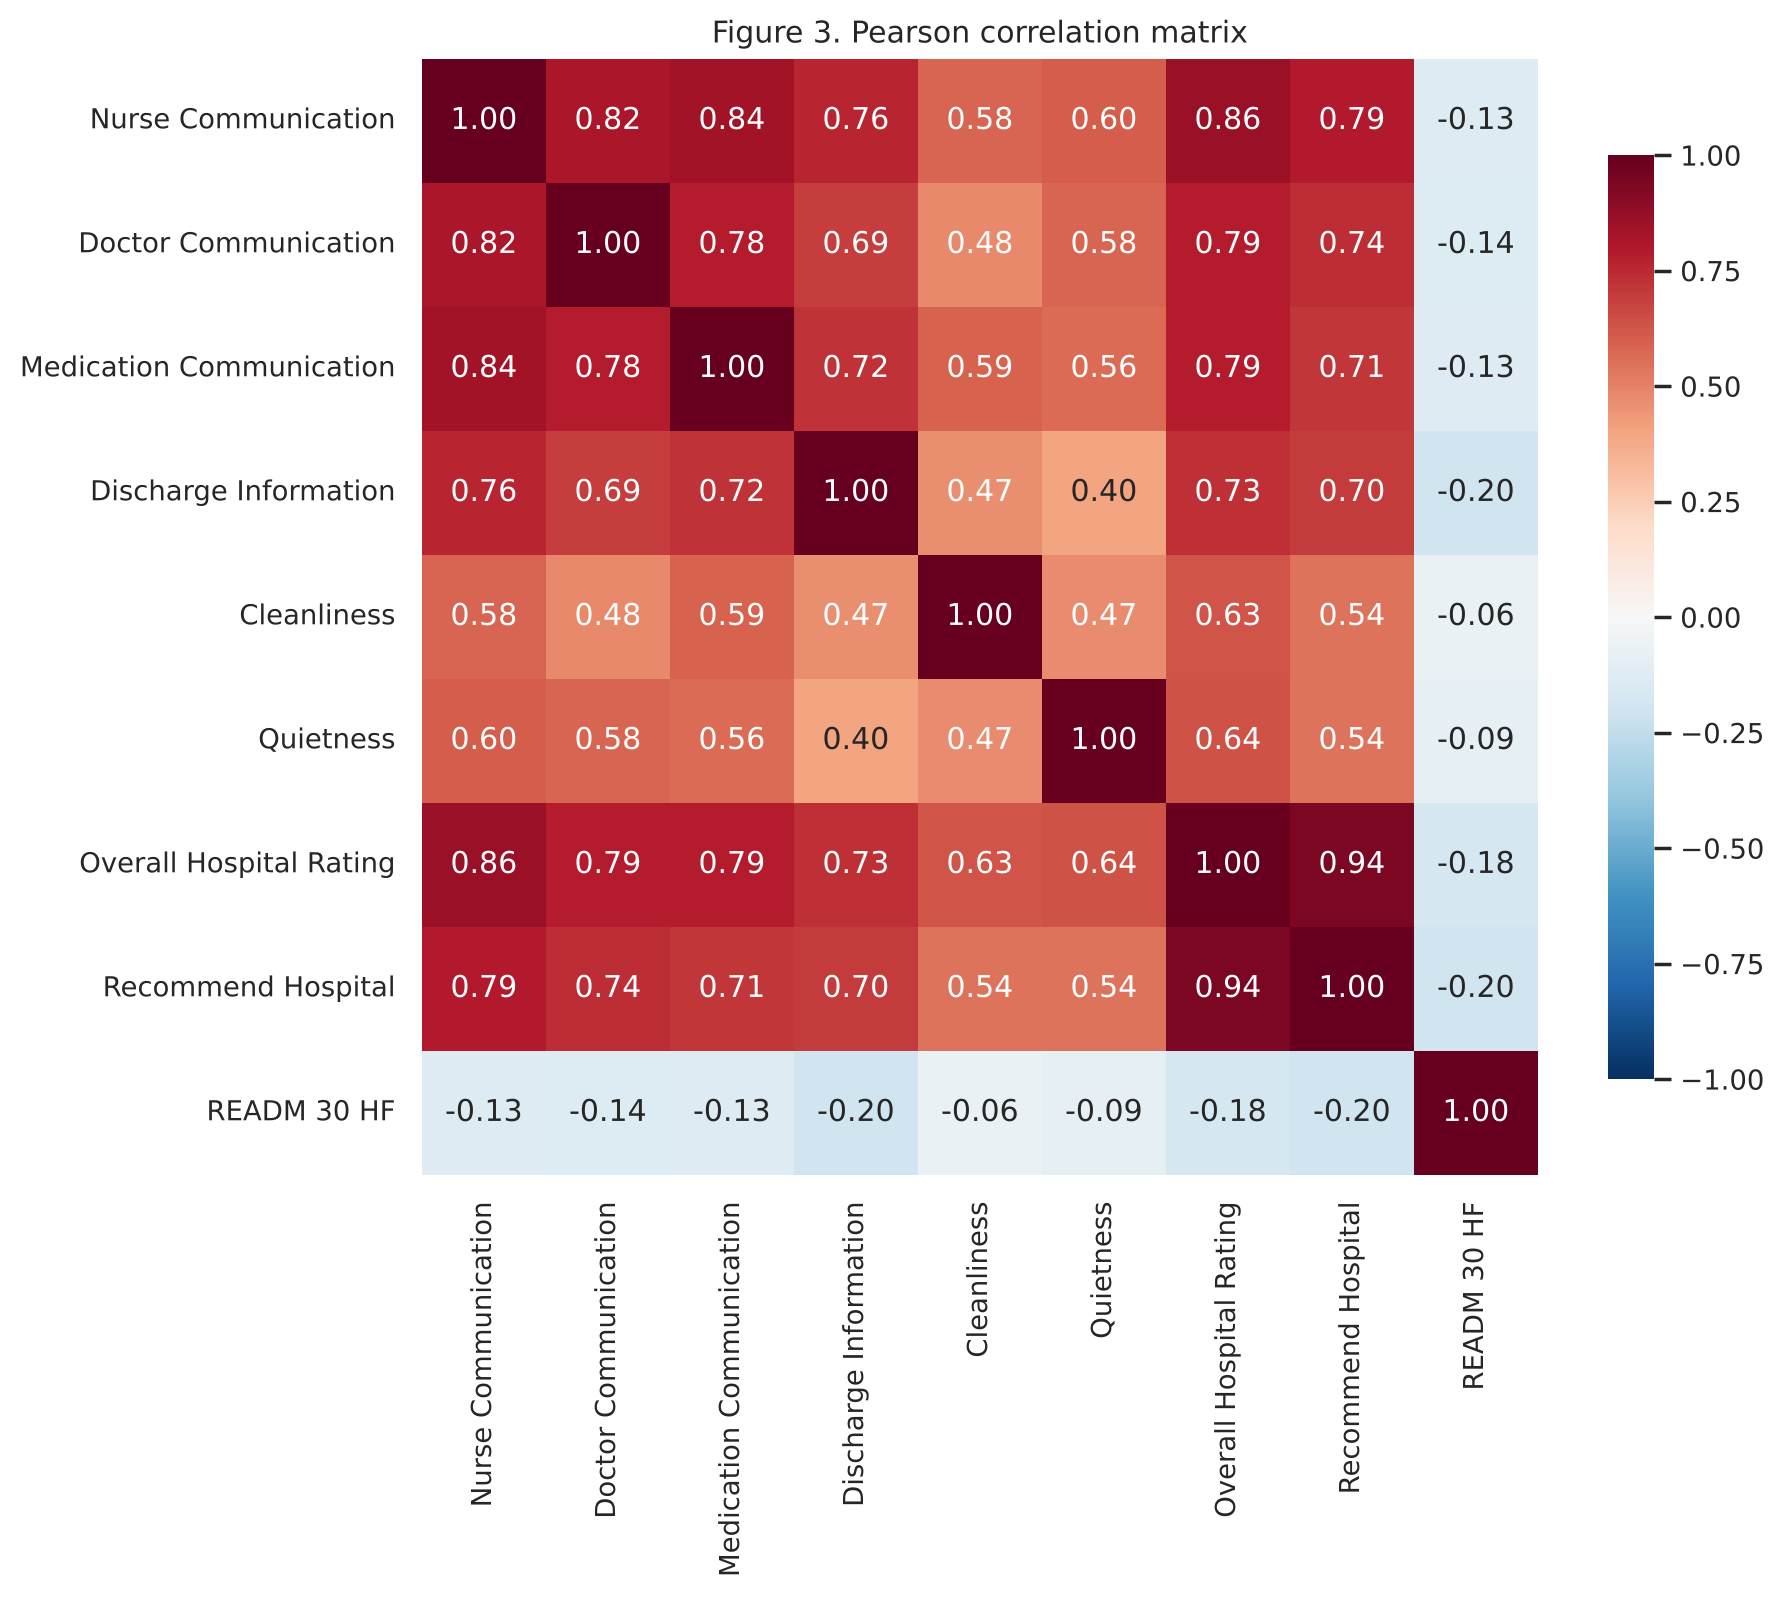 Figure 3. Pearson correlation matrix
Nurse Communication 1.00 0.82 0.84 0.76 0.58 0.60 0.86 0.79 -0.13
Doctor Communication 0.82 1.00 0.78 0.69 0.48 0.58 0.79 0.74 -0.14
Medication Communication 0.84 0.78 1.00 0.72 0.59 0.56 0.79 0.71 -0.13
Discharge Information 0.76 0.69 0.72 1.00 0.47 0.40 0.73 0.70 -0.20
Cleanliness 0.58 0.48 0.59 0.47 1.00 0.47 0.63 0.54 -0.06
Quietness 0.60 0.58 0.56 0.40 0.47 1.00 0.64 0.54 -0.09
Overall Hospital Rating 0.86 0.79 0.79 0.73 0.63 0.64 1.00 0.94 -0.18
Recommend Hospital 0.79 0.74 0.71 0.70 0.54 0.54 0.94 1.00 -0.20
READM 30 HF -0.13 -0.14 -0.13 -0.20 -0.06 -0.09 -0.18 -0.20 1.00
Nurse Communication
Doctor Communication
Medication Communication
Discharge Information
Cleanliness
Quietness
Overall Hospital Rating
Recommend Hospital
READM 30 HF
1.00
0.75
0.50
0.25
0.00
−0.25
−0.50
−0.75
−1.00